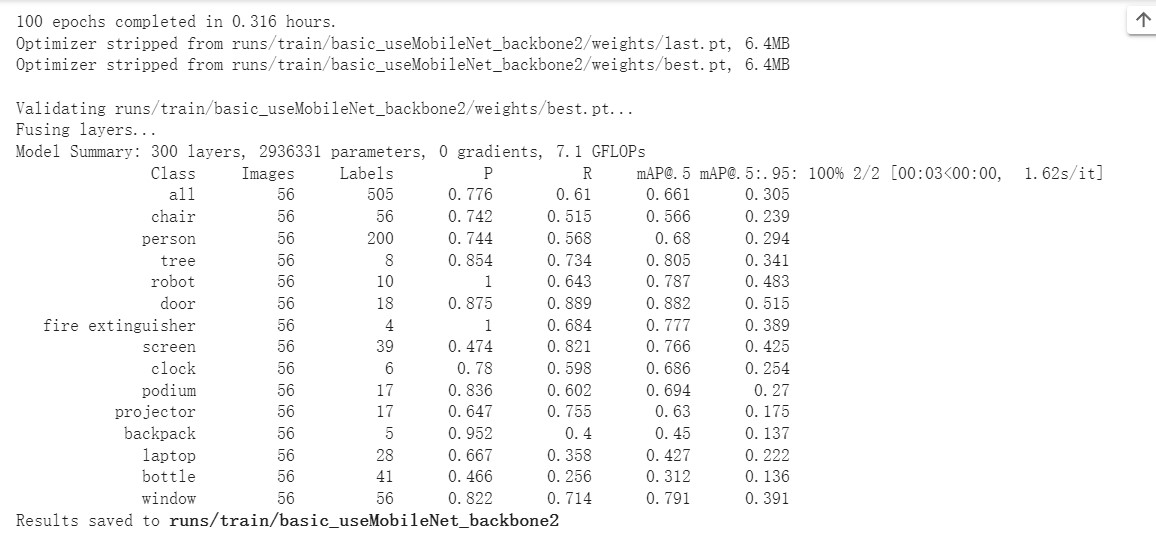 100 epochs completed in 0.316 hours.
Optimizer stripped from runs/train/basic_useMobileNet_backbone2/weights/last.pt, 6.4MB
Optimizer stripped from runs/train/basic_useMobileNet_backbone2/weights/best.pt, 6.4MB
Validating runs/train/basic_useMobileNet_backbone2/weights/best.pt...
Fusing layers...
Model Summary: 300 layers, 2936331 parameters, 0 gradients, 7.1 GFLOPs
Class Images Labels P R mAP@.5 mAP@.5:.95: 100% 2/2 [00:03<00:00, 1.62s/it]
all 56 505 0.776 0.61 0.661 0.305
chair 56 56 0.742 0.515 0.566 0.239
person 56 200 0.744 0.568 0.68 0.294
tree 56 8 0.854 0.734 0.805 0.341
robot 56 10 1 0.643 0.787 0.483
door 56 18 0.875 0.889 0.882 0.515
fire extinguisher 56 4 1 0.684 0.777 0.389
screen 56 39 0.474 0.821 0.766 0.425
clock 56 6 0.78 0.598 0.686 0.254
podium 56 17 0.836 0.602 0.694 0.27
projector 56 17 0.647 0.755 0.63 0.175
backpack 56 5 0.952 0.4 0.45 0.137
laptop 56 28 0.667 0.358 0.427 0.222
bottle 56 41 0.466 0.256 0.312 0.136
window 56 56 0.822 0.714 0.791 0.391
Results saved to runs/train/basic_useMobileNet_backbone2